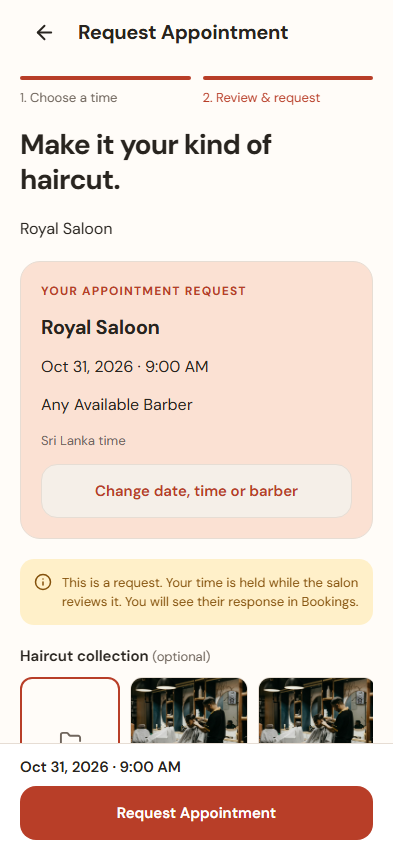 Request Appointment
1. Choose a time
2. Review & request
Make it your kind of
haircut.
Royal Saloon
YOUR APPOINTMENT REQUEST
Royal Saloon
Oct 31, 2026 · 9:00 AM
Any Available Barber
Sri Lanka time
Change date, time or barber
This is a request. Your time is held while the salon
reviews it. You will see their response in Bookings.
Haircut collection (optional)
Oct 31, 2026 · 9:00 AM
Request Appointment